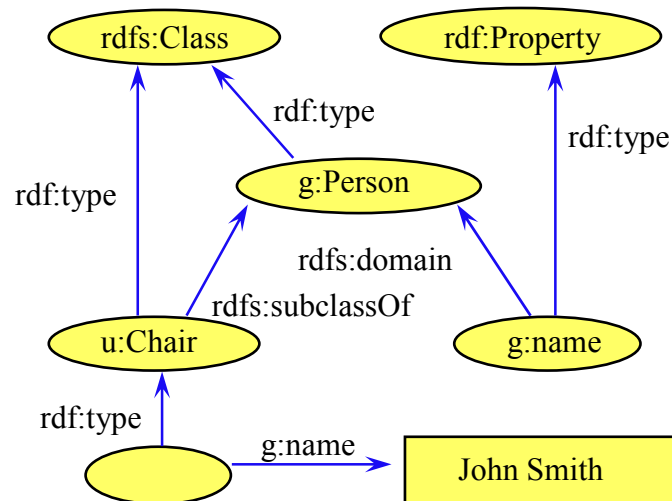 rdfs:Class
rdf:Property
rdf:type
rdf:type
rdf:type
g:Person
rdfs:domain
rdfs:subclassOf
u:Chair
g:name
rdf:type
g:name
John Smith